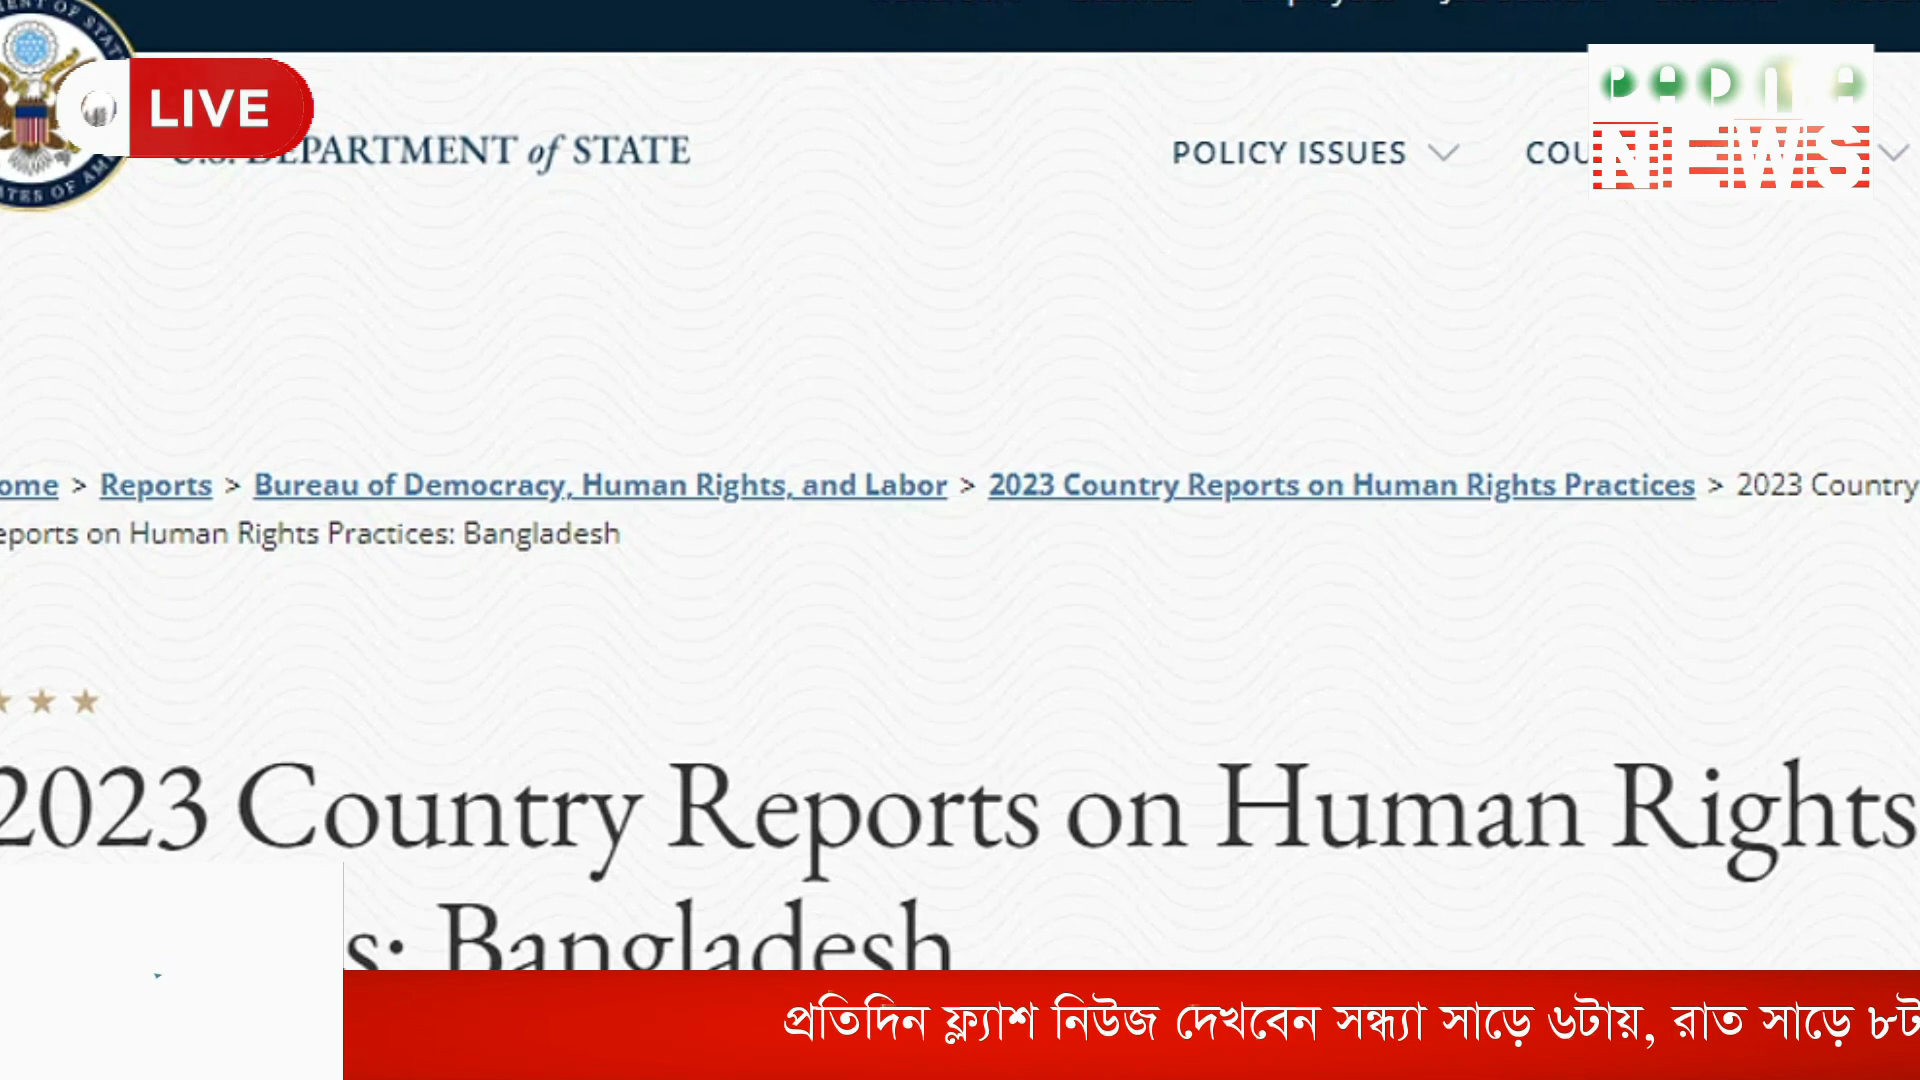 LIVE
U.S. DEPARTMENT of STATE
POLICY ISSUES
PAPIYA
NEWS
ome > Reports > Bureau of Democracy, Human Rights, and Labor > 2023 Country Reports on Human Rights Practices > 2023 Country
eports on Human Rights Practices: Bangladesh
2023 Country Reports on Human Rights
s: Bangladesh
প্রতিদিন ফ্ল্যাশ নিউজ দেখবেন সন্ধ্যা সাড়ে ৬টায়, রাত সাড়ে ৮ট